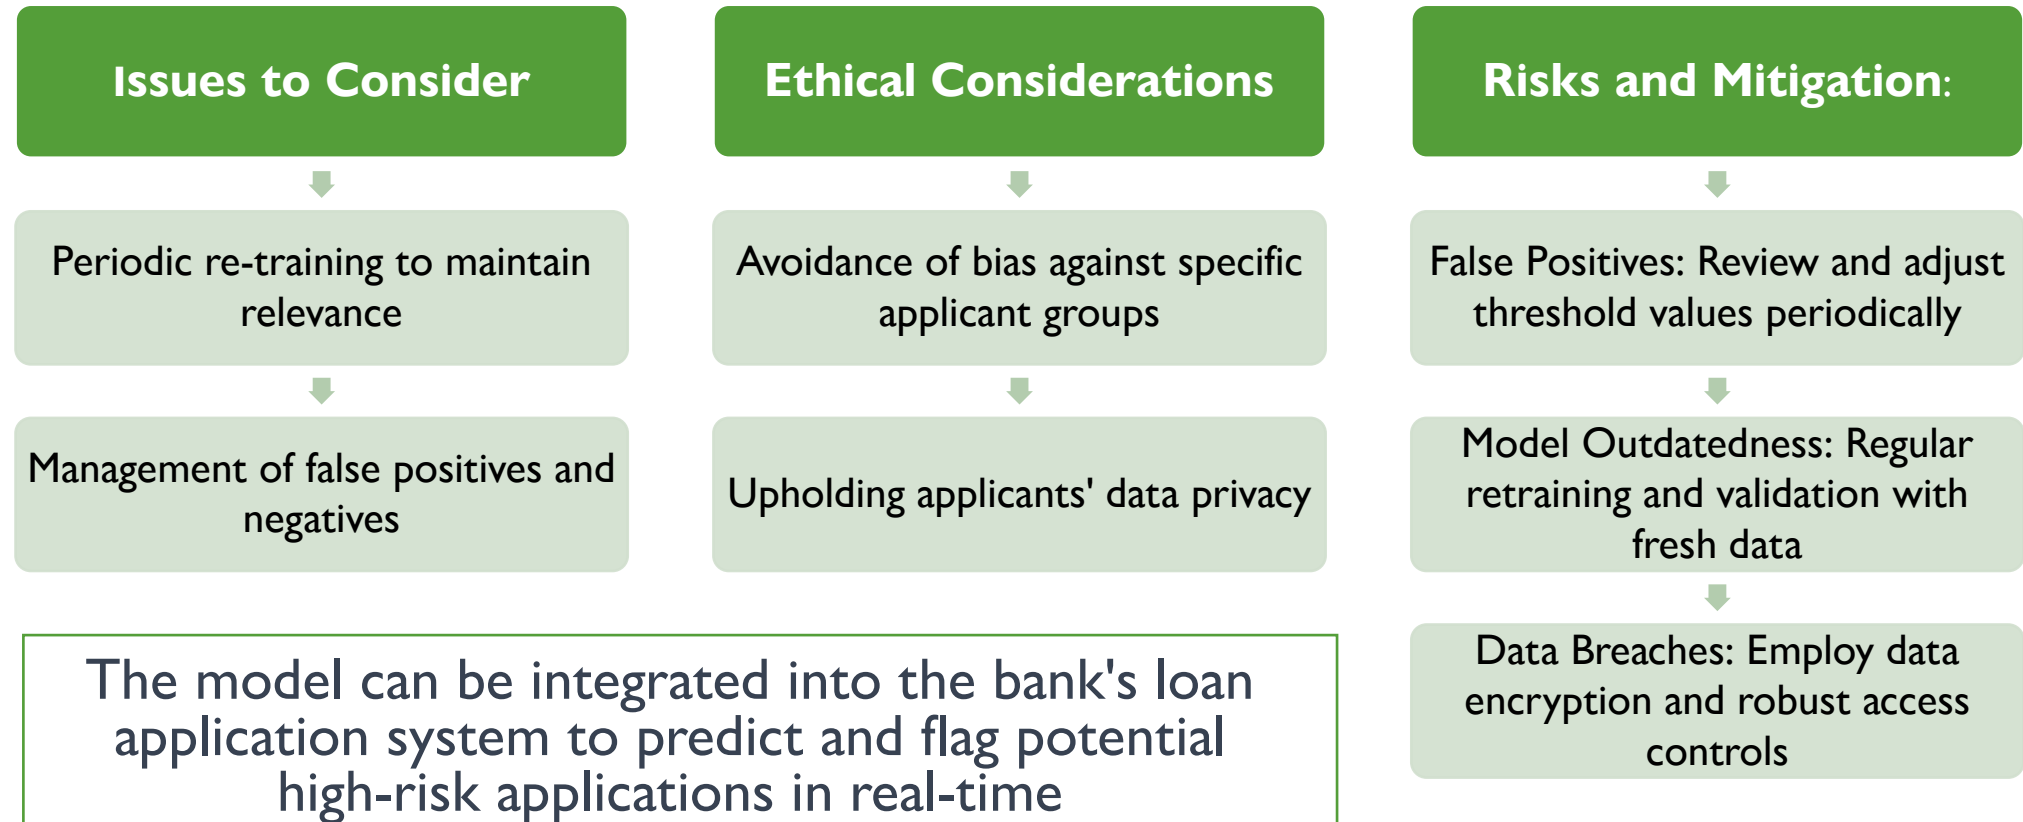 Issues to Consider
Periodic re-training to maintain
relevance
Management of false positives and
negatives
Ethical Considerations
Avoidance of bias against specific
applicant groups
Upholding applicants' data privacy
Risks and Mitigation:
False Positives: Review and adjust
threshold values periodically
Model Outdatedness: Regular
retraining and validation with
fresh data
Data Breaches: Employ data
encryption and robust access
controls
The model can be integrated into the bank's loan
application system to predict and flag potential
high-risk applications in real-time